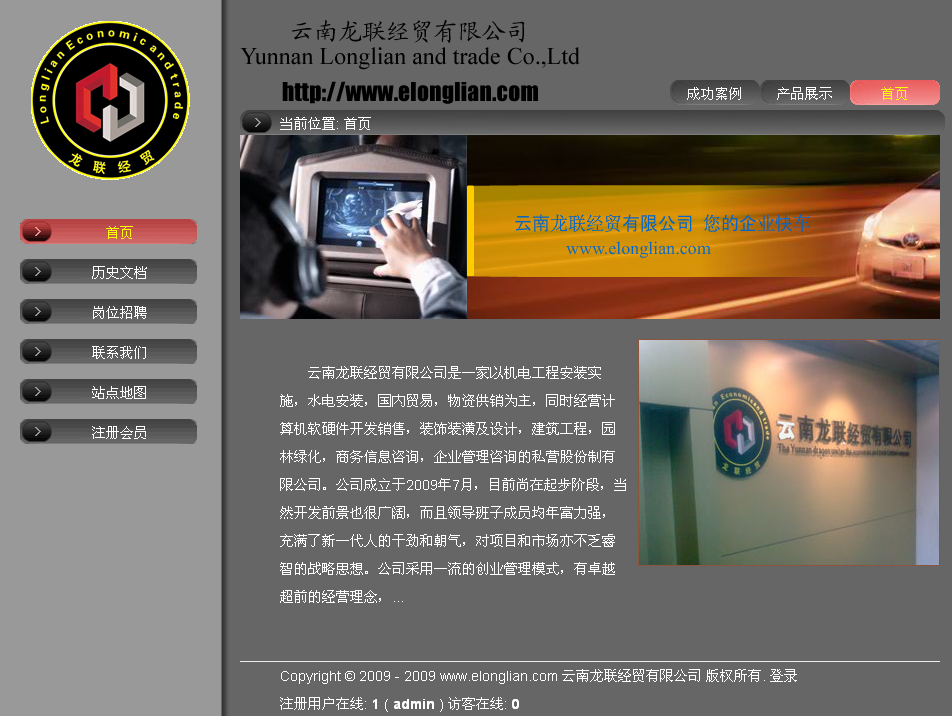 Longlian Economic and trade
龙联经贸
首页
历史文档
岗位招聘
联系我们
站点地图
注册会员
云南龙联经贸有限公司
Yunnan Longlian and trade Co.,Ltd
http://www.elonglian.com
成功案例
产品展示
首页
当前位置: 首页
云南龙联经贸有限公司 您的企业快车
www.elonglian.com
云南龙联经贸有限公司是一家以机电工程安装实
施，水电安装，国内贸易，物资供销为主，同时经营计
算机软硬件开发销售，装饰装潢及设计，建筑工程，园
林绿化，商务信息咨询，企业管理咨询的私营股份制有
限公司。公司成立于2009年7月，目前尚在起步阶段，当
然开发前景也很广阔，而且领导班子成员均年富力强，
充满了新一代人的干劲和朝气，对项目和市场亦不乏睿
智的战略思想。公司采用一流的创业管理模式，有卓越
超前的经营理念，...
云南龙联经贸有限公司
龙联经贸
Copyright © 2009 - 2009 www.elonglian.com 云南龙联经贸有限公司 版权所有. 登录
注册用户在线: 1 ( admin ) 访客在线: 0